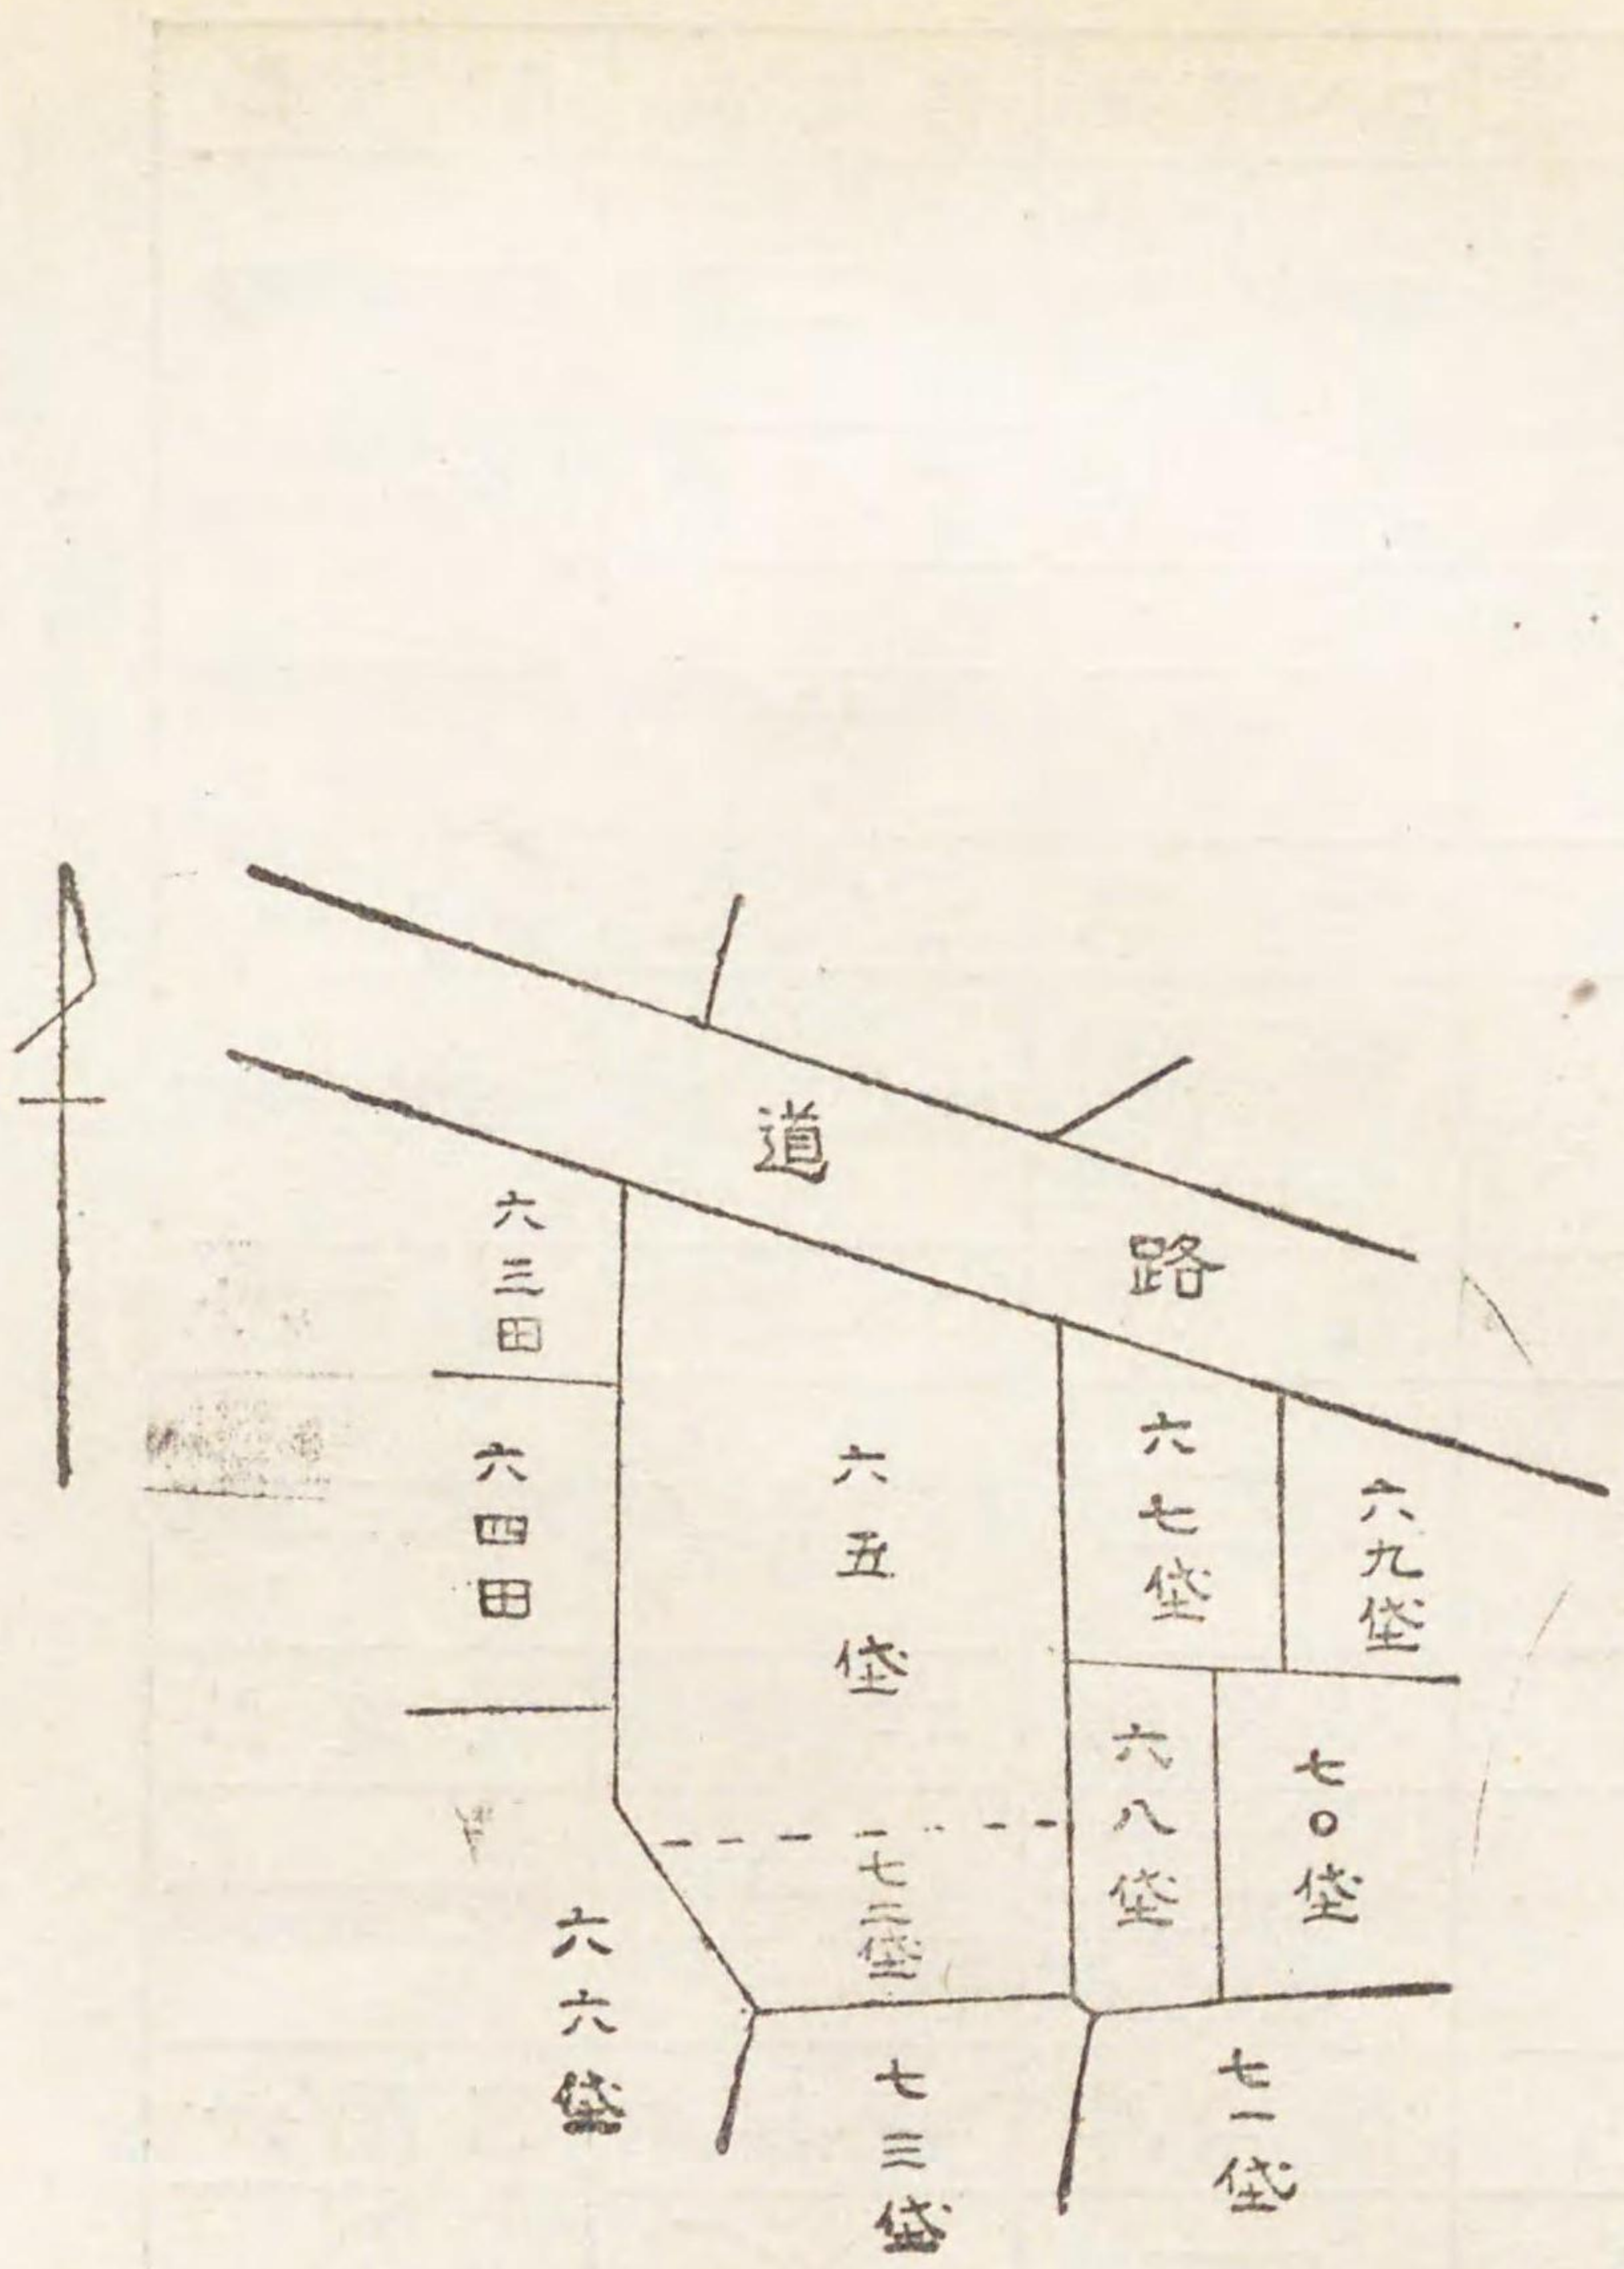 道路
六三田
六四田
六五垈
六七垈
六九垈
六八垈
七〇垈
七二垈
六六垈
七三垈
七一垈